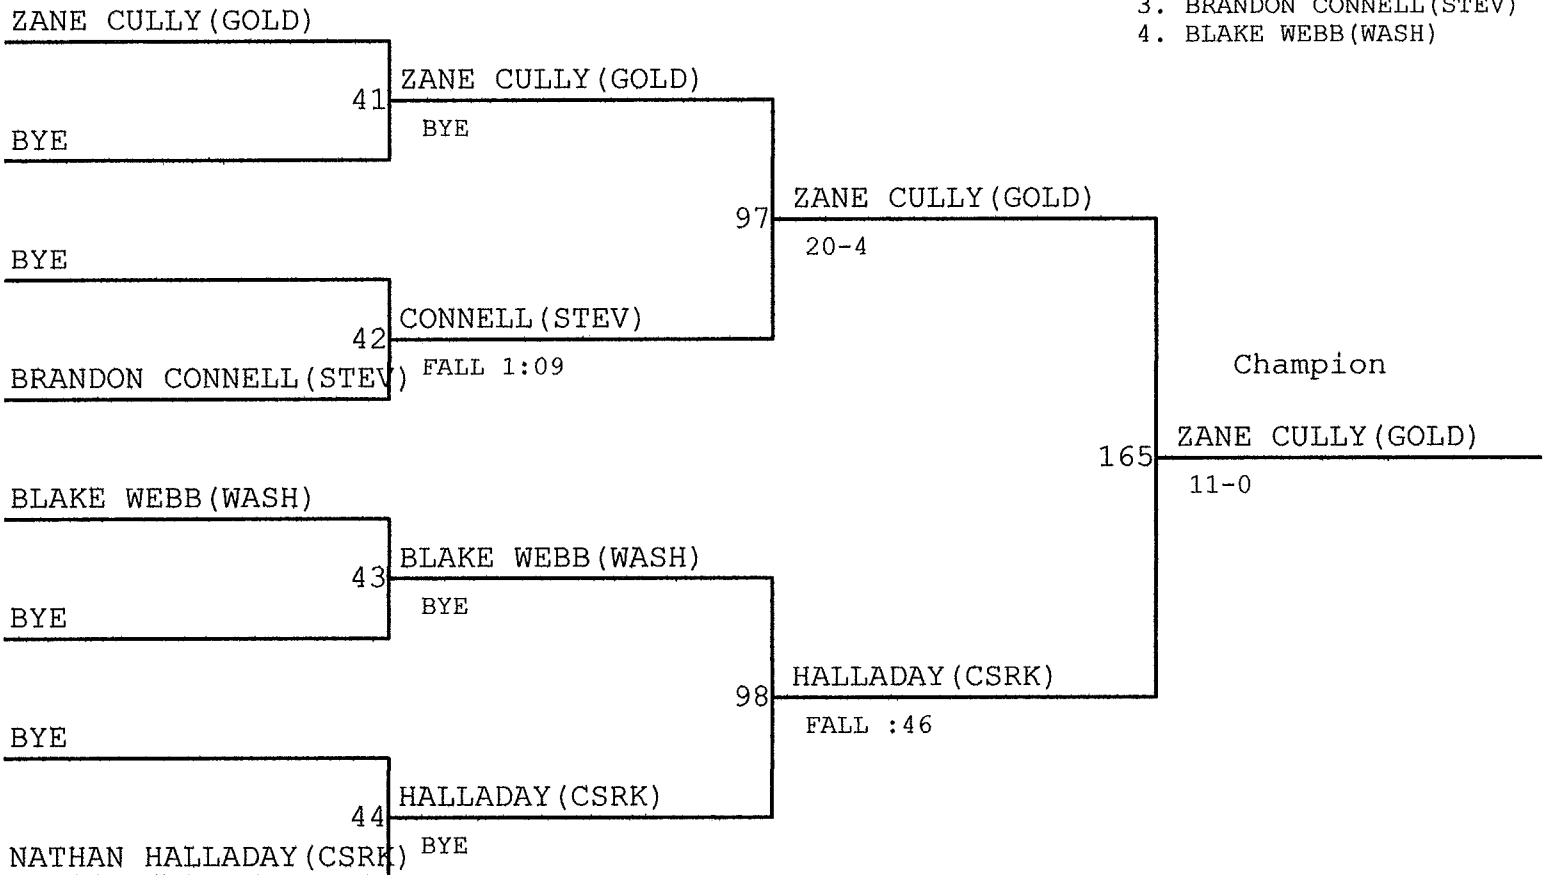 3. BRANDON CONNELL(STEV)
4. BLAKE WEBB(WASH)
ZANE CULLY(GOLD)
41
ZANE CULLY(GOLD)
BYE
BYE
97
ZANE CULLY(GOLD)
20-4
BYE
42
CONNELL(STEV)
FALL 1:09
BRANDON CONNELL(STEV)
Champion
165
ZANE CULLY(GOLD)
11-0
BLAKE WEBB(WASH)
43
BLAKE WEBB(WASH)
BYE
BYE
98
HALLADAY(CSRK)
FALL :46
BYE
44
HALLADAY(CSRK)
BYE
NATHAN HALLADAY(CSRK)